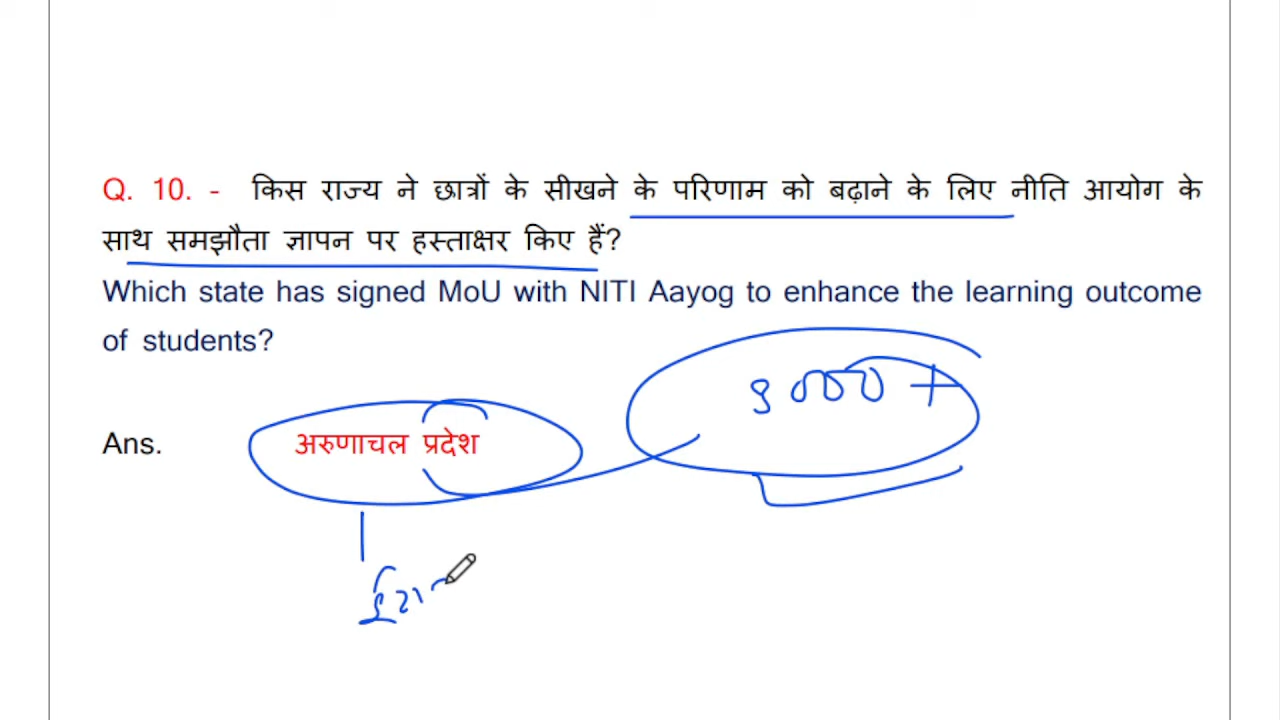 Q. 10. - किस राज्य ने छात्रों के सीखने के परिणाम को बढ़ाने के लिए नीति आयोग के
साथ समझौता ज्ञापन पर हस्ताक्षर किए हैं?
Which state has signed MoU with NITI Aayog to enhance the learning outcome
of students?
Ans. अरुणाचल प्रदेश